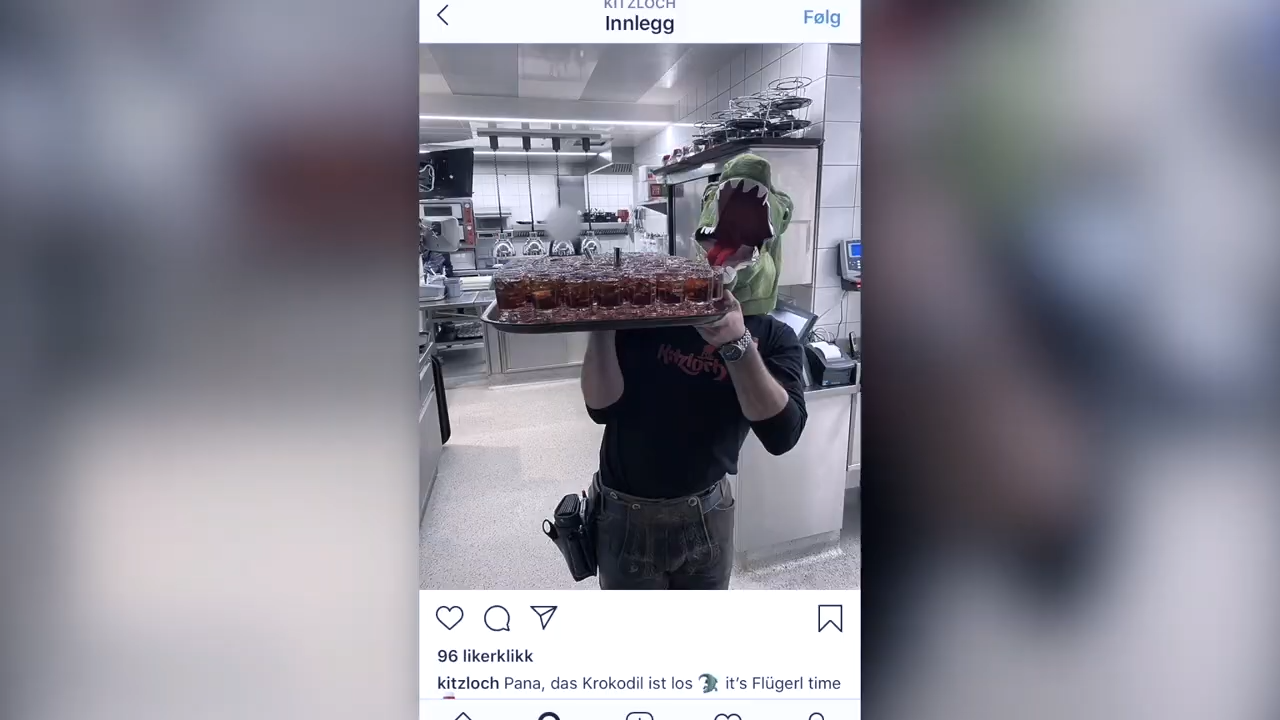 KITZLOCH
Innlegg
Følg
Kitzloch
96 likerklikk
kitzloch Pana, das Krokodil ist los 🐊 it's Flügerl time